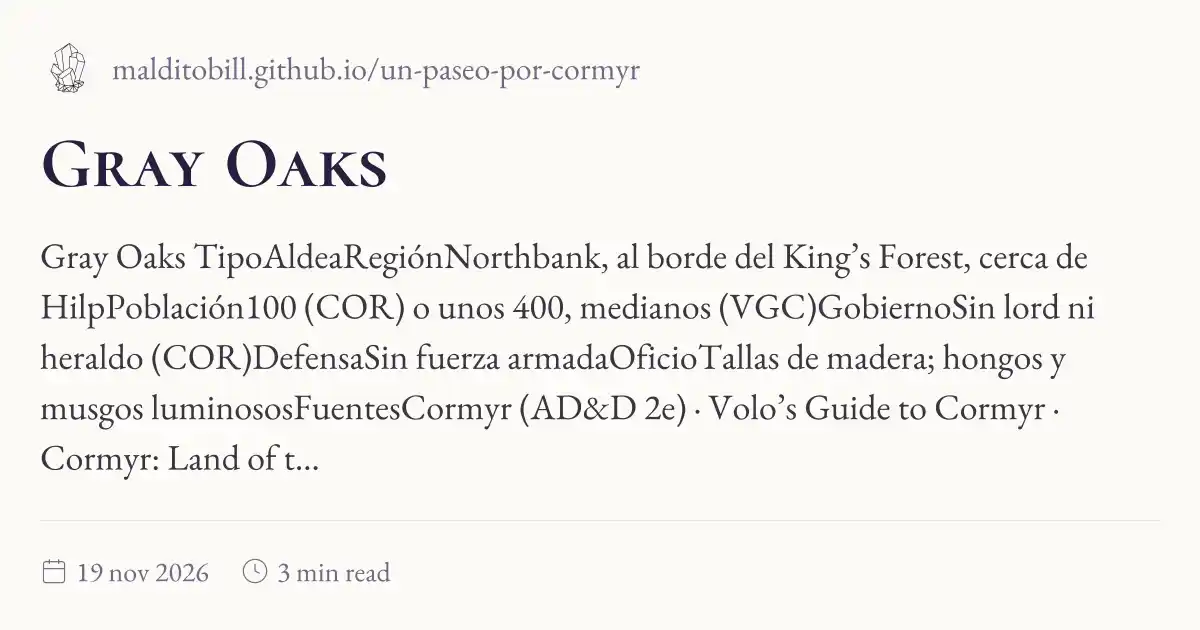 malditobill.github.io/un-paseo-por-cormyr
Gray Oaks
Gray Oaks TipoAldeaRegiónNorthbank, al borde del King’s Forest, cerca de
HilpPoblación100 (COR) o unos 400, medianos (VGC)GobiernoSin lord ni
heraldo (COR)DefensaSin fuerza armadaOficioTallas de madera; hongos y
musgos luminososFuentesCormyr (AD&D 2e) · Volo’s Guide to Cormyr ·
Cormyr: Land of t...
19 nov 2026
3 min read